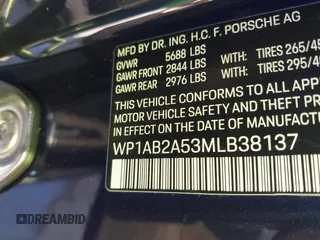 MFD BY DR. ING. H.C. F. PORSCHE AG
GVWR 5688 LBS
GAWR FRONT 2844 LBS WITH: TIRES 265/45
GAWR REAR 2976 LBS WITH: TIRES 295/4
THIS VEHICLE CONFORMS TO ALL APPL
MOTOR VEHICLE SAFETY AND THEFT PR
IN EFFECT ON THE DATE OF MANUFACTUR
WP1AB2A53MLB38137
DREAMBID